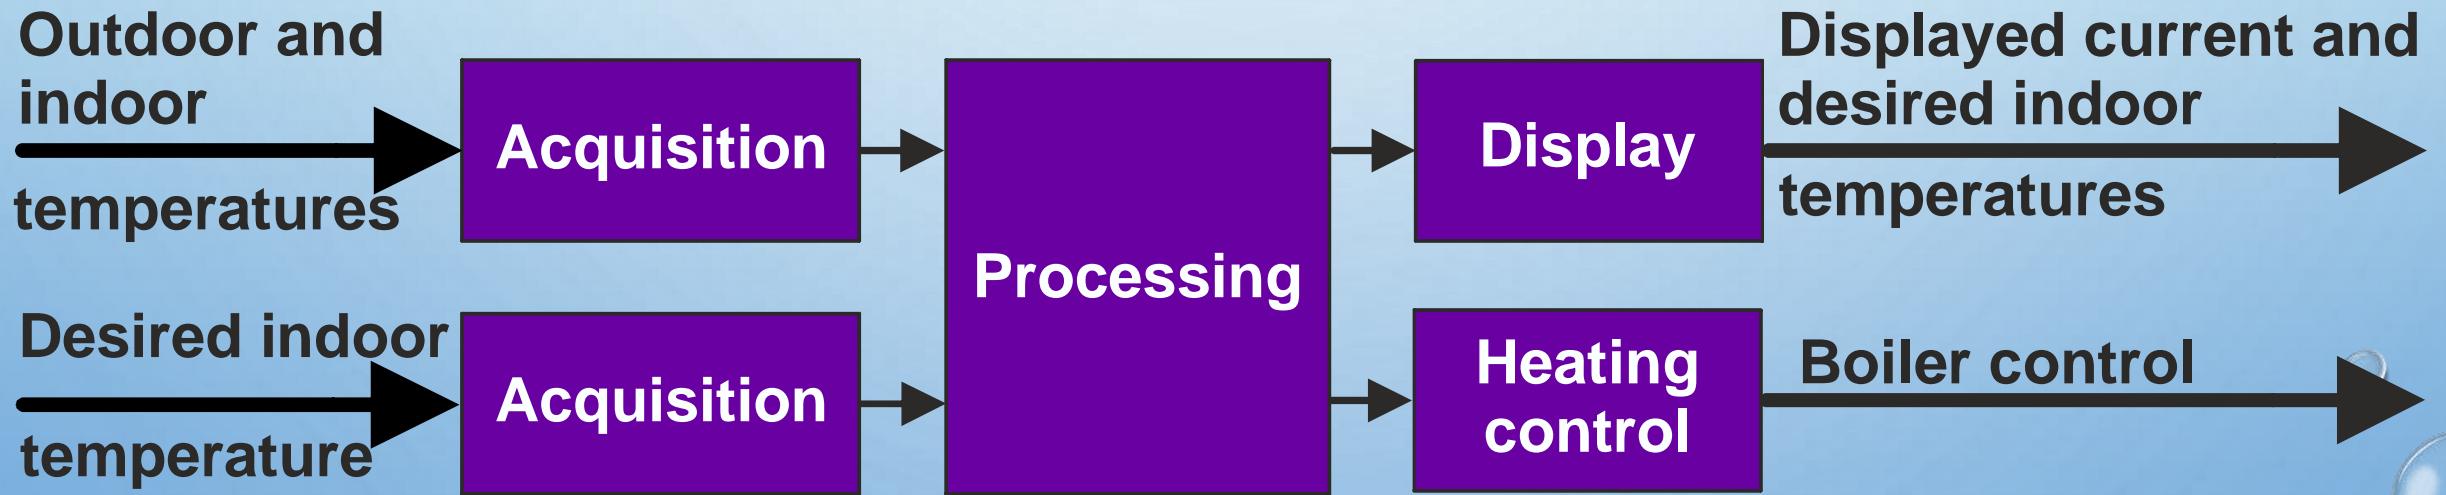 Outdoor and
indoor
temperatures
Acquisition
Desired indoor
temperature
Acquisition
Processing
Display
Displayed current and
desired indoor
temperatures
Heating
control
Boiler control